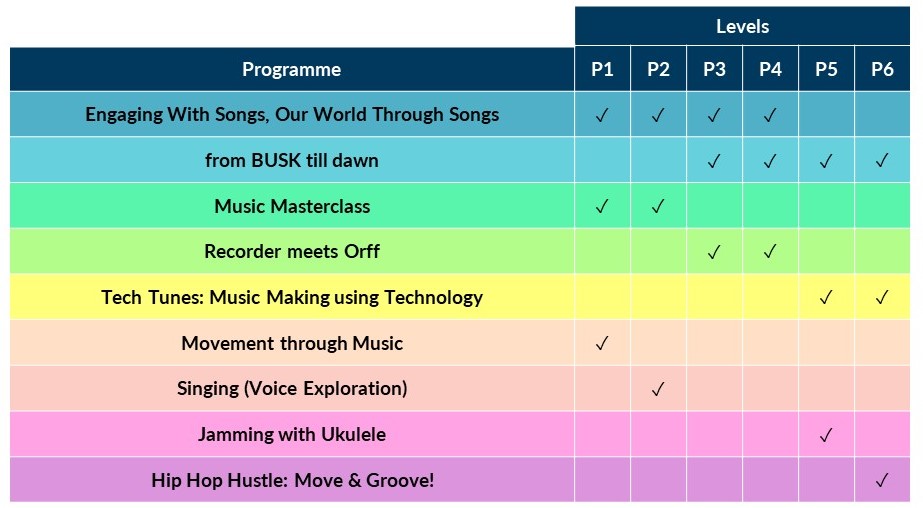 Levels
Programme P1 P2 P3 P4 P5 P6
Engaging With Songs, Our World Through Songs ✓ ✓ ✓ ✓
from BUSK till dawn ✓ ✓ ✓ ✓
Music Masterclass ✓ ✓
Recorder meets Orff ✓ ✓
Tech Tunes: Music Making using Technology ✓ ✓
Movement through Music ✓
Singing (Voice Exploration) ✓
Jamming with Ukulele ✓
Hip Hop Hustle: Move & Groove! ✓